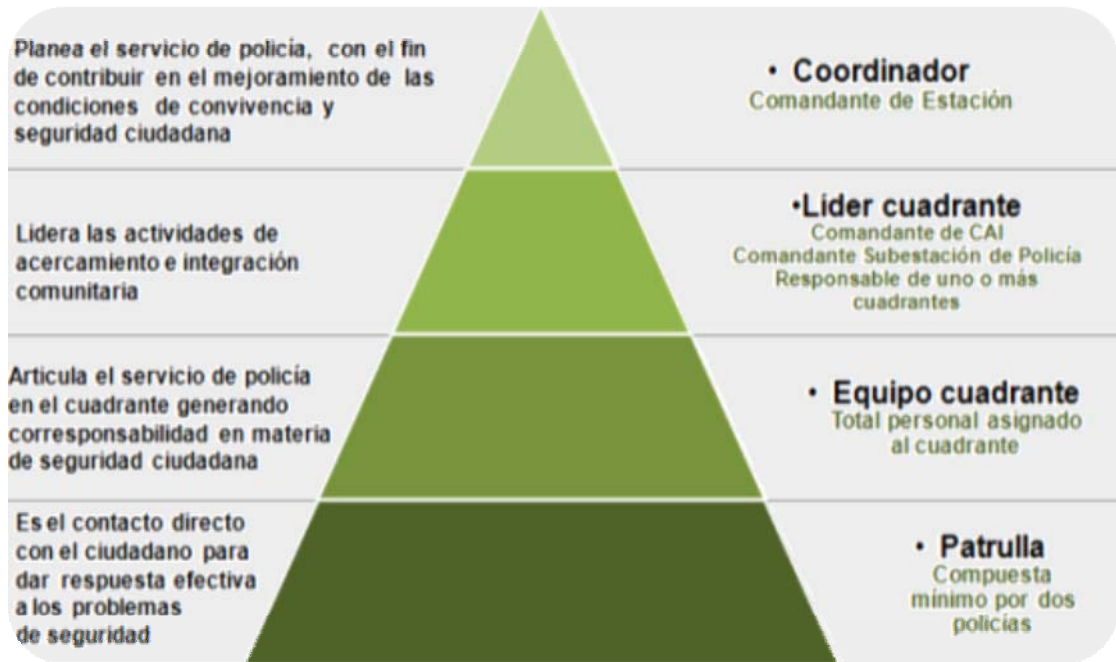 Planea el servicio de policía, con el fin
de contribuir en el mejoramiento de las
condiciones de convivencia y
seguridad ciudadana
• Coordinador
Comandante de Estación
Lidera las actividades de
acercamiento e integración
comunitaria
•Líder cuadrante
Comandante de CAI
Comandante Subestación de Policía
Responsable de uno o más
cuadrantes
Articula el servicio de policía
en el cuadrante generando
corresponsabilidad en materia
de seguridad ciudadana
• Equipo cuadrante
Total personal asignado
al cuadrante
Es el contacto directo
con el ciudadano para
dar respuesta efectiva
a los problemas
de seguridad
• Patrulla
Compuesta
mínimo por dos
policías